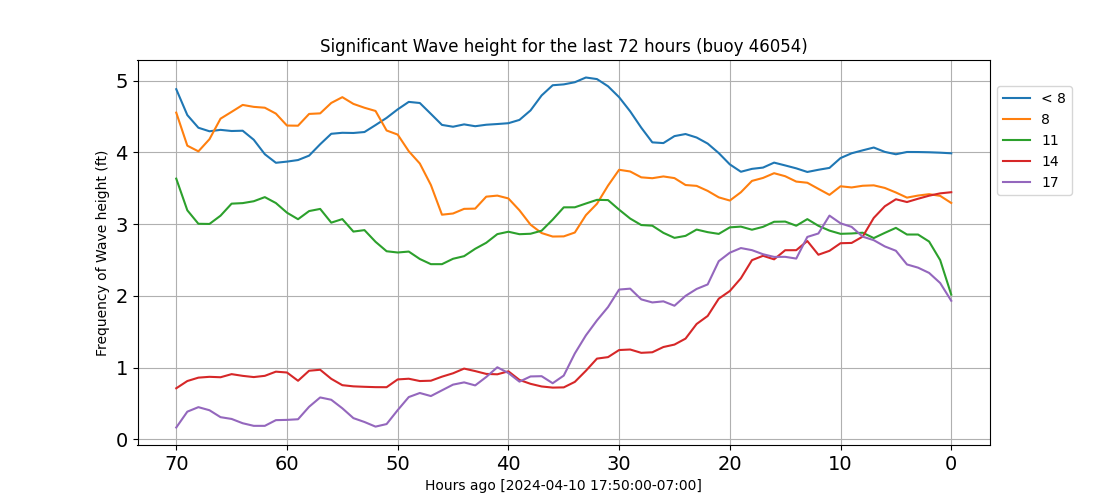 Significant Wave height for the last 72 hours (buoy 46054)
Frequency of Wave height (ft)
5
4
3
2
1
0
70 60 50 40 30 20 10 0
Hours ago [2024-04-10 17:50:00-07:00]
< 8
8
11
14
17